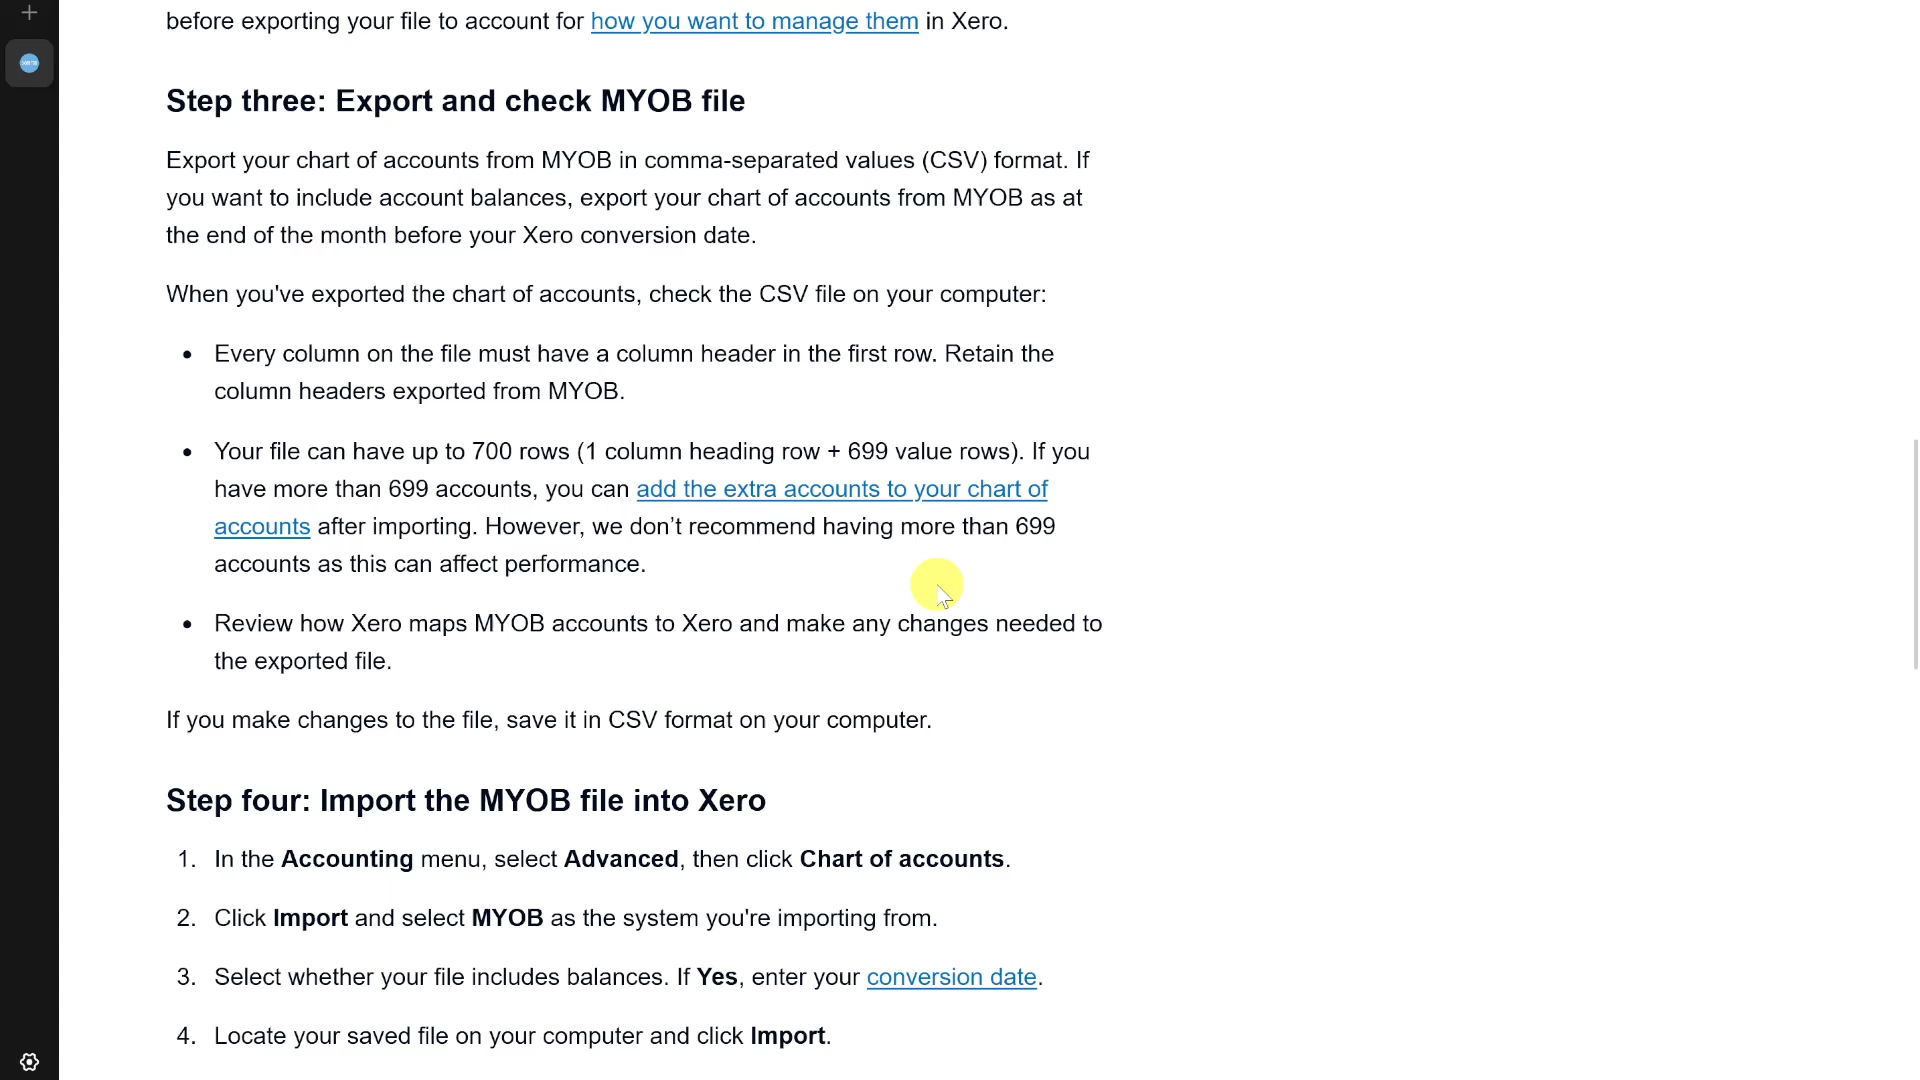 before exporting your file to account for how you want to manage them in Xero.
Step three: Export and check MYOB file
Export your chart of accounts from MYOB in comma-separated values (CSV) format. If
you want to include account balances, export your chart of accounts from MYOB as at
the end of the month before your Xero conversion date.
When you've exported the chart of accounts, check the CSV file on your computer:
• Every column on the file must have a column header in the first row. Retain the
column headers exported from MYOB.
• Your file can have up to 700 rows (1 column heading row + 699 value rows). If you
have more than 699 accounts, you can add the extra accounts to your chart of
accounts after importing. However, we don’t recommend having more than 699
accounts as this can affect performance.
• Review how Xero maps MYOB accounts to Xero and make any changes needed to
the exported file.
If you make changes to the file, save it in CSV format on your computer.
Step four: Import the MYOB file into Xero
1. In the Accounting menu, select Advanced, then click Chart of accounts.
2. Click Import and select MYOB as the system you're importing from.
3. Select whether your file includes balances. If Yes, enter your conversion date.
4. Locate your saved file on your computer and click Import.